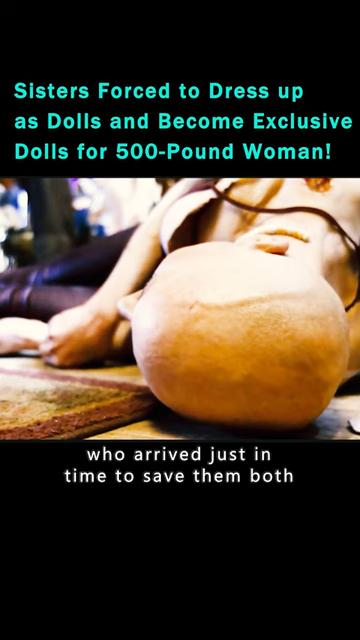 Sisters Forced to Dress up
as Dolls and Become Exclusive
Dolls for 500-Pound Woman!
who arrived just in
time to save them both